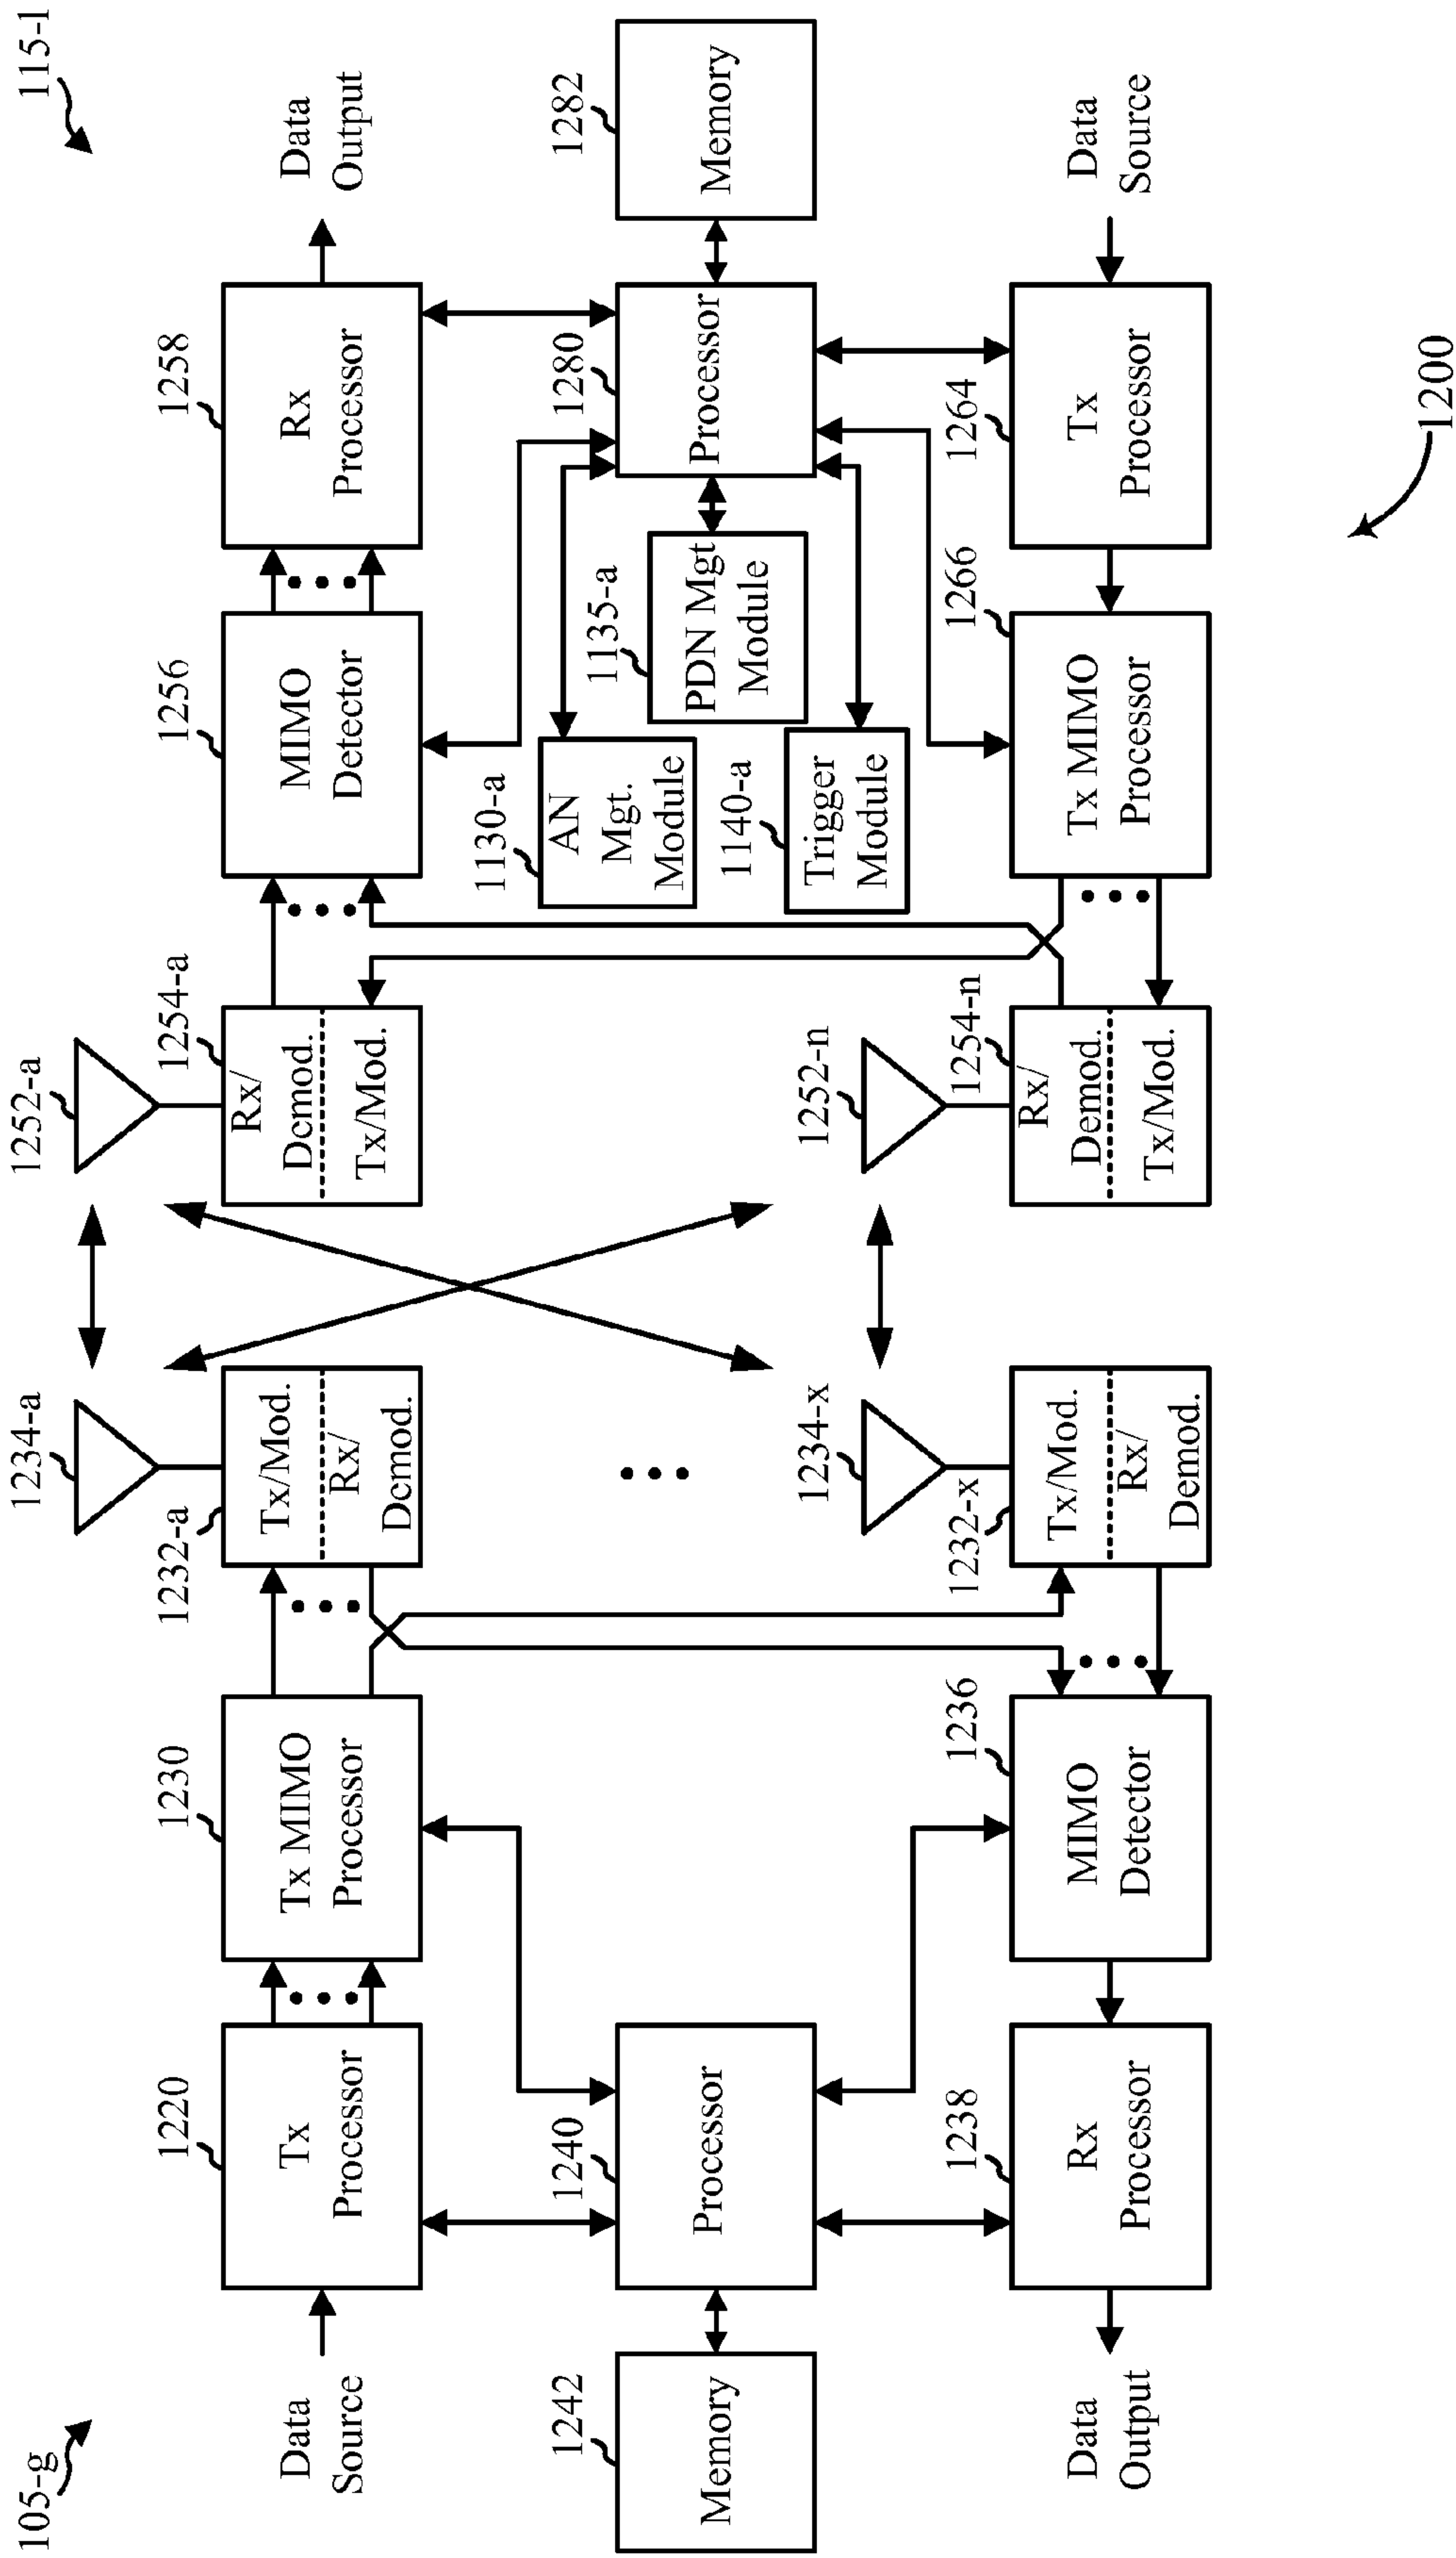 105-g
115-l
Data
Source
1220
Tx
Processor
1230
Tx MIMO
Processor
1232-a
Tx/Mod.
Rx/
Demod.
1234-a
1252-a
1254-a
Rx/
Demod.
Tx/Mod.
1256
MIMO
Detector
1258
Rx
Processor
Data
Output
1242
Memory
1240
Processor
1130-a
AN
Mgt.
Module
1135-a
PDN Mgt
Module
1140-a
Trigger
Module
1280
Processor
1282
Memory
Data
Output
1238
Rx
Processor
1236
MIMO
Detector
1232-x
Tx/Mod.
Rx/
Demod.
1234-x
1252-n
1254-n
Rx/
Demod.
Tx/Mod.
1266
Tx MIMO
Processor
1264
Tx
Processor
Data
Source
1200